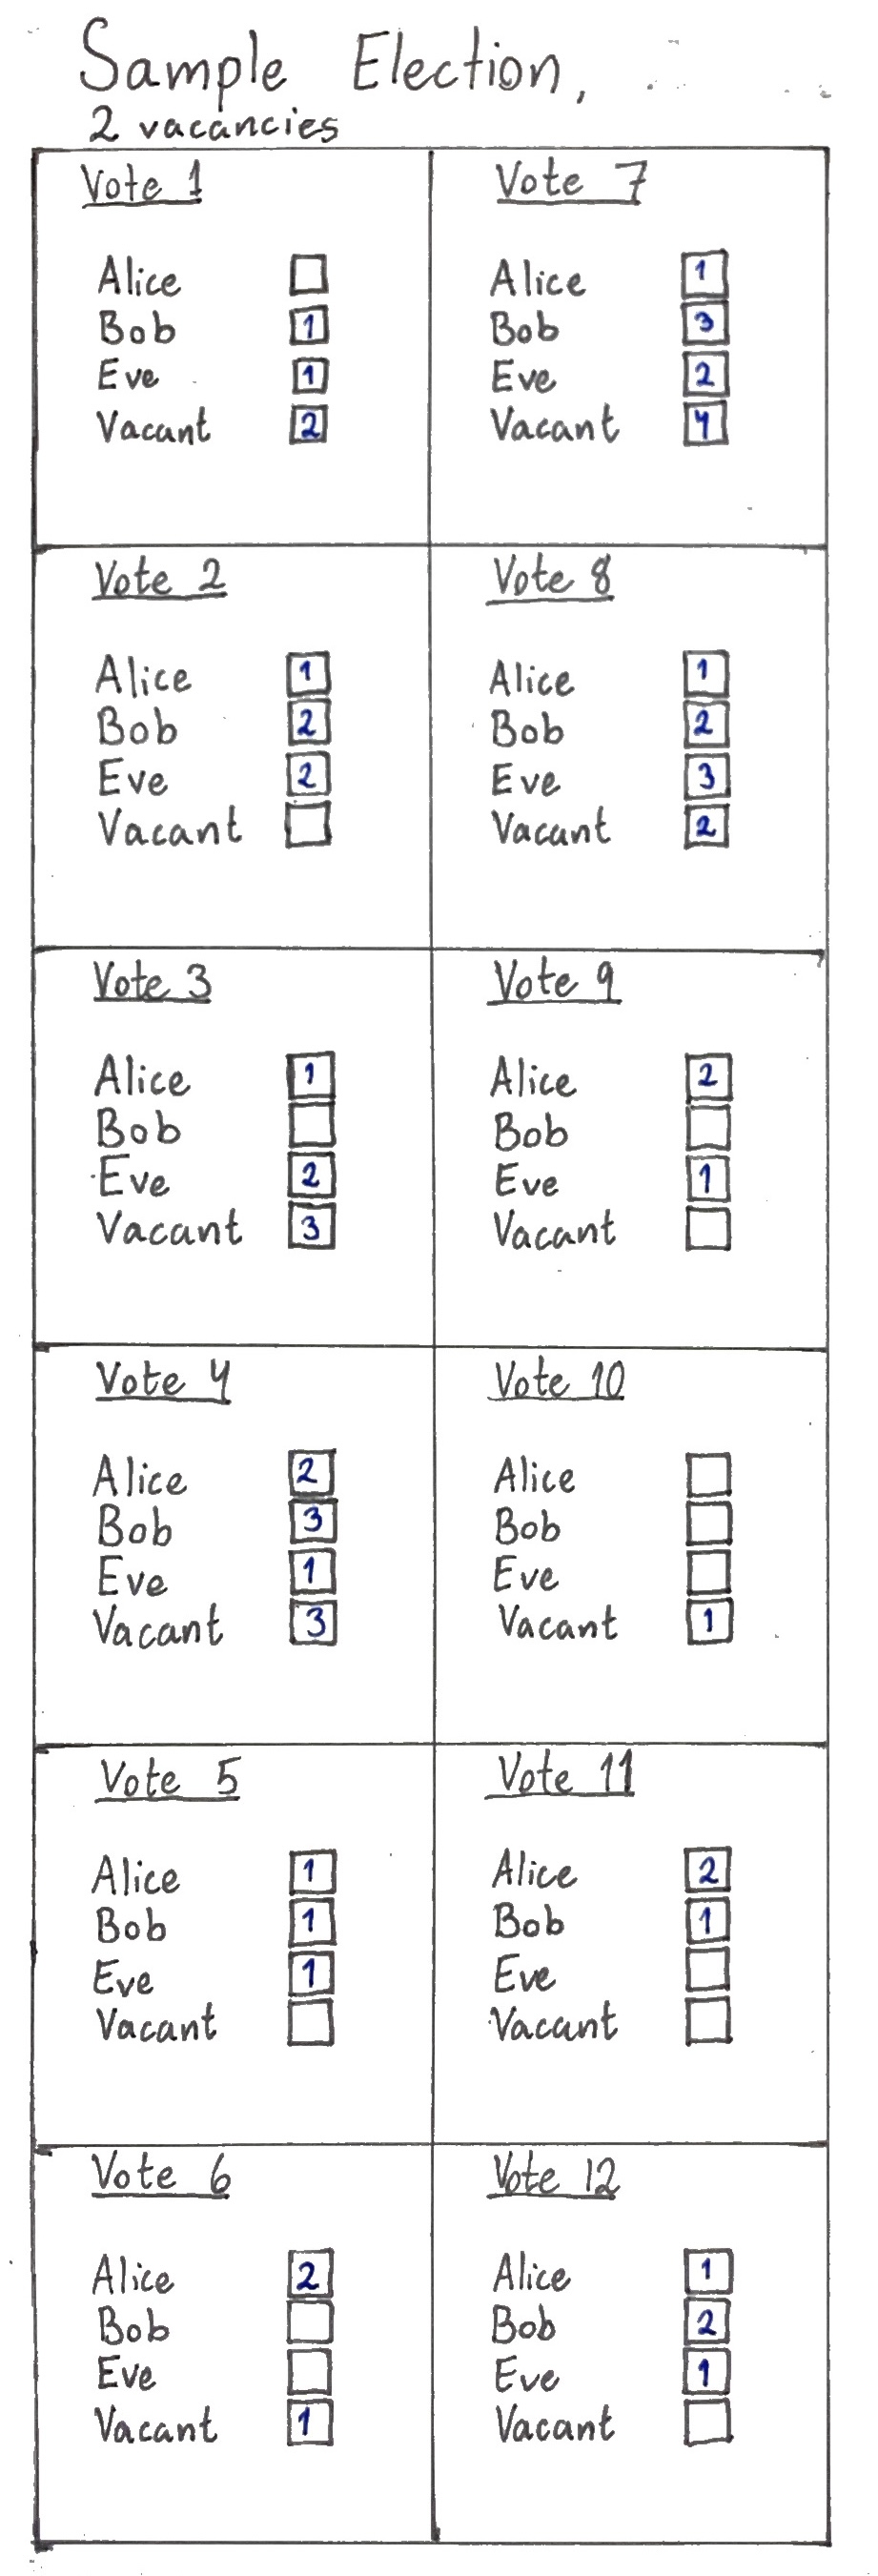 Sample Election,
2 vacancies
Vote 1
Alice
Bob 1
Eve 1
Vacant 2
Vote 2
Alice 1
Bob 2
Eve 2
Vacant
Vote 3
Alice 1
Bob
Eve 2
Vacant 3
Vote 4
Alice 2
Bob 3
Eve 1
Vacant 3
Vote 5
Alice 1
Bob 1
Eve 1
Vacant
Vote 6
Alice 2
Bob
Eve
Vacant 1
Vote 7
Alice 1
Bob 3
Eve 2
Vacant 4
Vote 8
Alice 1
Bob 2
Eve 3
Vacant 2
Vote 9
Alice 2
Bob
Eve 1
Vacant
Vote 10
Alice
Bob
Eve
Vacant 1
Vote 11
Alice 2
Bob 1
Eve
Vacant
Vote 12
Alice 1
Bob 2
Eve 1
Vacant